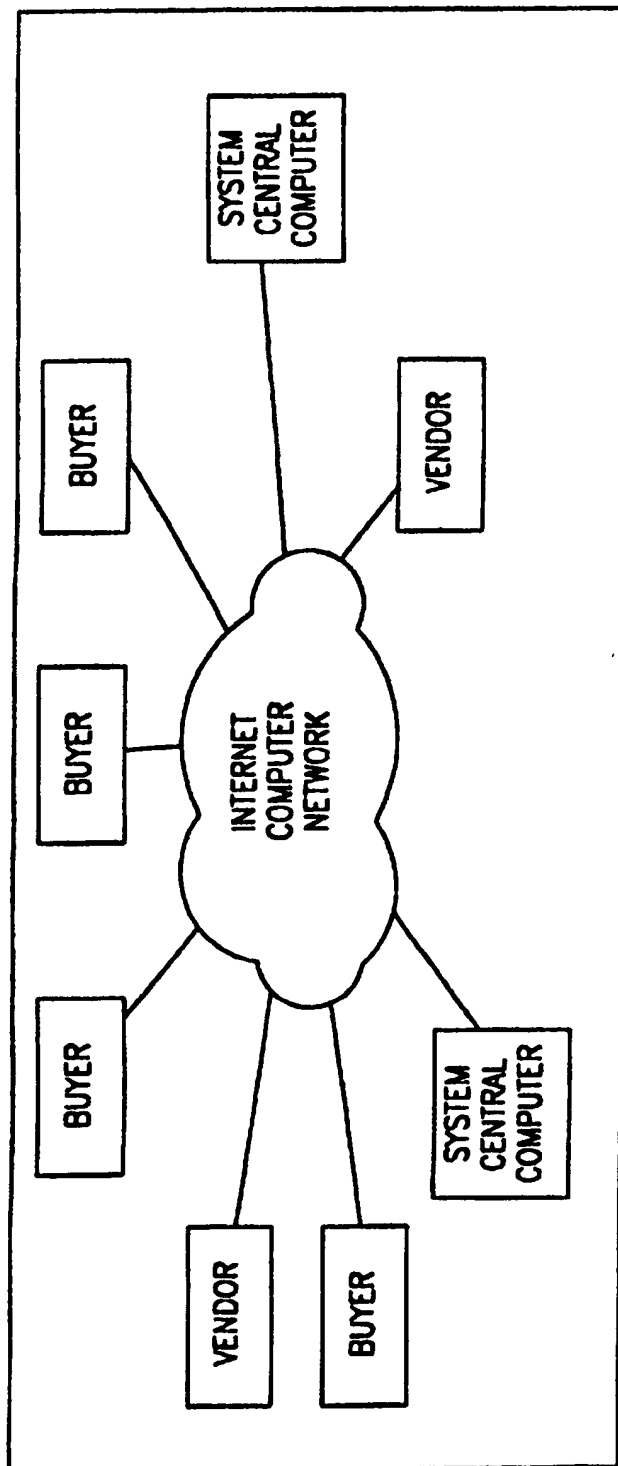 BUYER
BUYER
BUYER
VENDOR
SYSTEM
CENTRAL
COMPUTER
INTERNET
COMPUTER
NETWORK
BUYER
VENDOR
SYSTEM
CENTRAL
COMPUTER